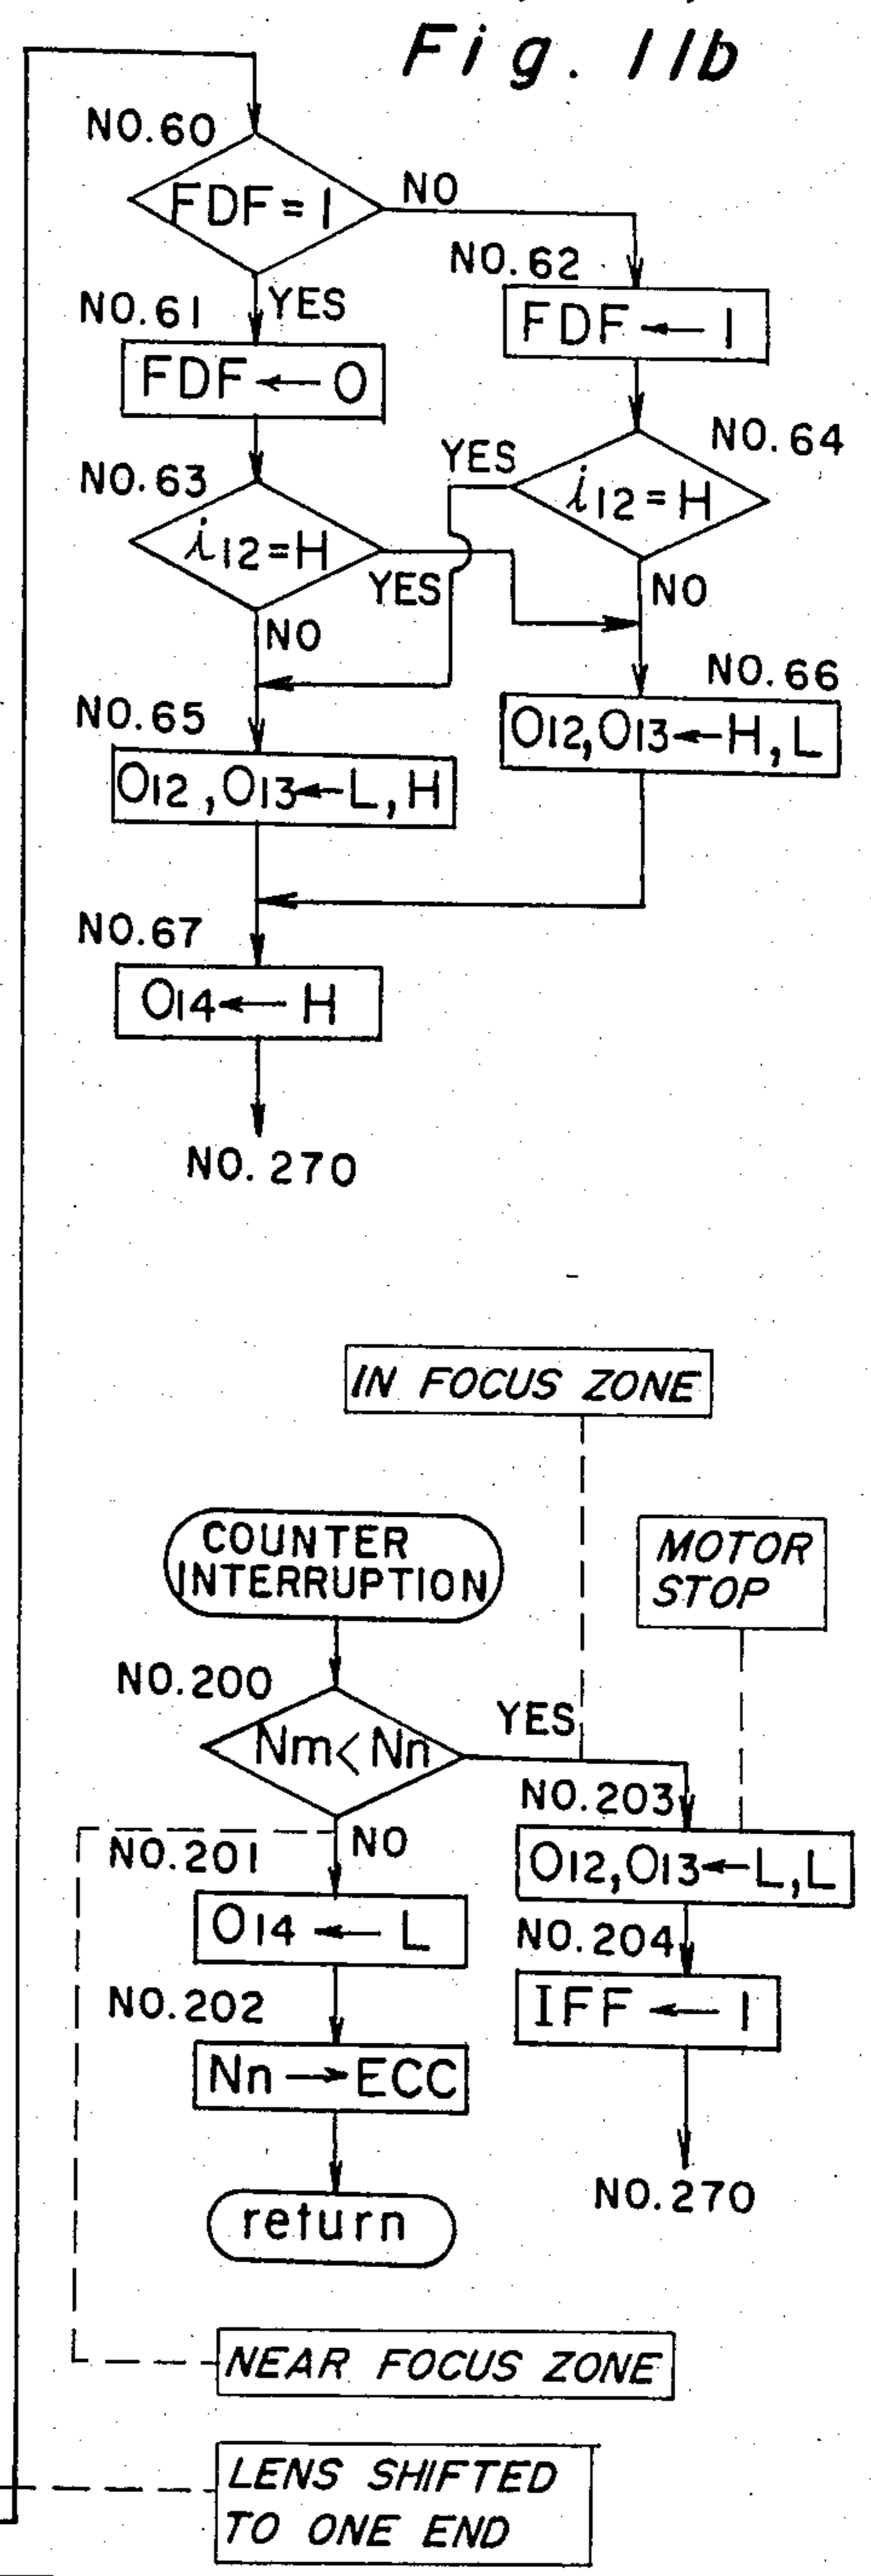 Fig. 11b
NO.60
FDF=1
NO
NO.62
NO.61
YES
FDF←1
FDF←0
NO.64
YES
NO.63
i12=H
i12=H
YES
NO
NO
NO.66
NO.65
O12,O13←H,L
O12,O13←L,H
NO.67
O14←H
NO.270
IN FOCUS ZONE
COUNTER
INTERRUPTION
MOTOR
STOP
NO.200
YES
Nm<Nn
NO.203
NO
NO.201
O12,O13←L,L
O14←L
NO.204
NO.202
IFF←1
Nn→ECC
NO.270
return
NEAR FOCUS ZONE
LENS SHIFTED
TO ONE END